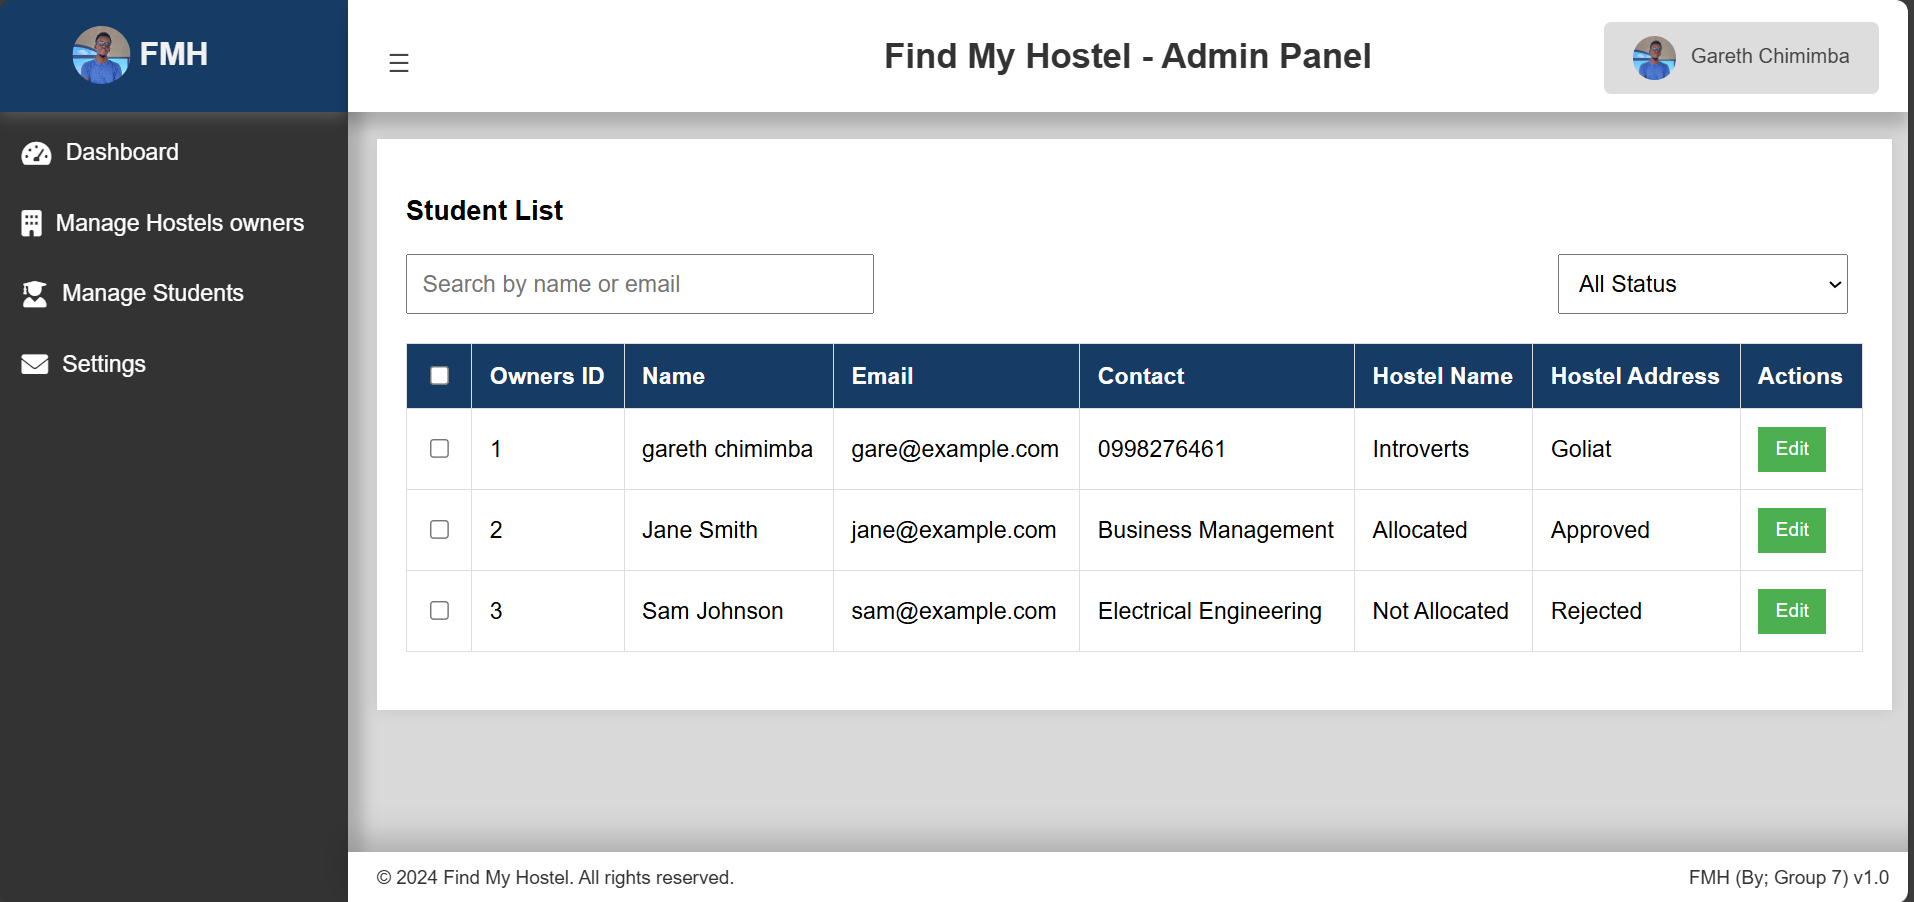 FMH
☰
Find My Hostel - Admin Panel
Gareth Chimimba
Dashboard
Manage Hostels owners
Manage Students
Settings
Student List
Search by name or email
All Status
Owners ID Name Email Contact Hostel Name Hostel Address Actions
1 gareth chimimba gare@example.com 0998276461 Introverts Goliat Edit
2 Jane Smith jane@example.com Business Management Allocated Approved Edit
3 Sam Johnson sam@example.com Electrical Engineering Not Allocated Rejected Edit
© 2024 Find My Hostel. All rights reserved.
FMH (By; Group 7) v1.0